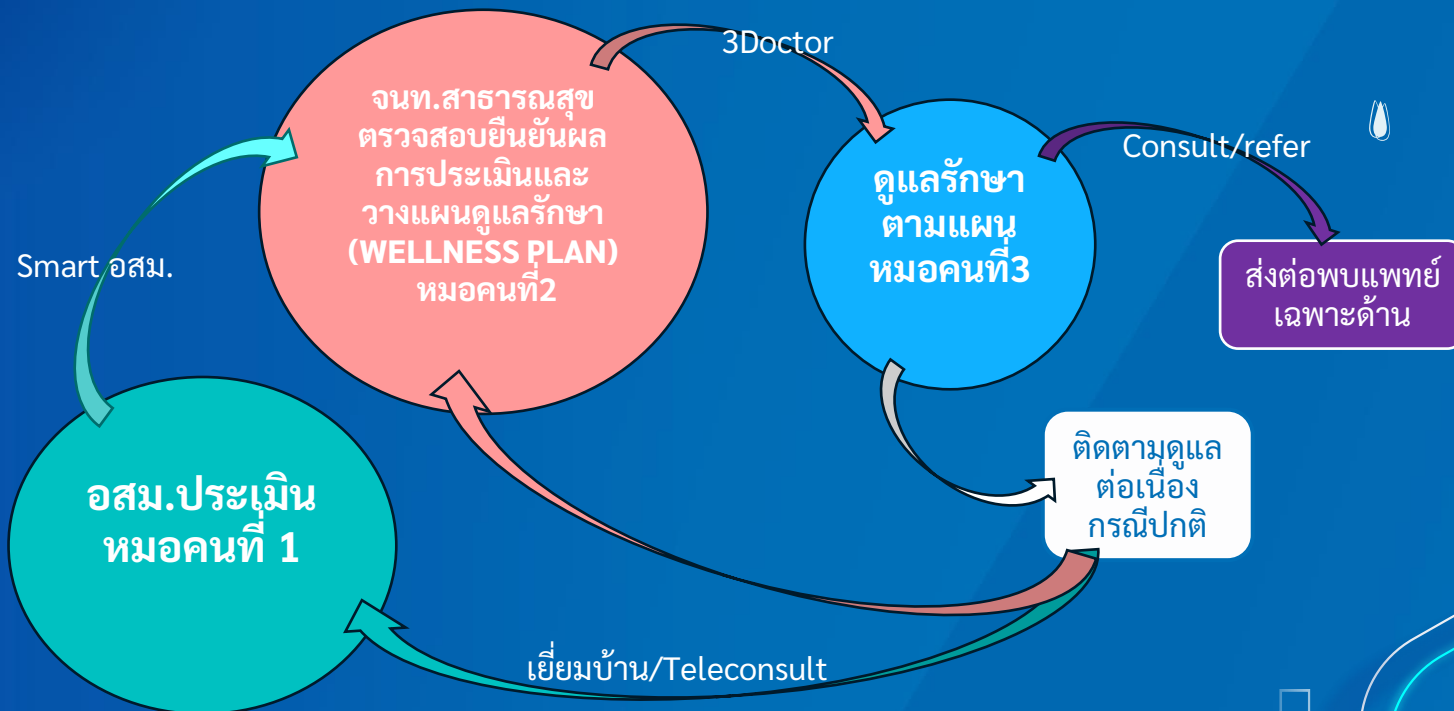 3Doctor
จนท.สาธารณสุข
ตรวจสอบยืนยันผล
การประเมินและ
วางแผนดูแลรักษา
(WELLNESS PLAN)
หมอคนที่2
Consult/refer
ดูแลรักษา
ตามแผน
หมอคนที่3
Smart อสม.
ส่งต่อพบแพทย์
เฉพาะด้าน
ติดตามดูแล
ต่อเนื่อง
กรณีปกติ
อสม.ประเมิน
หมอคนที่ 1
เยี่ยมบ้าน/Teleconsult